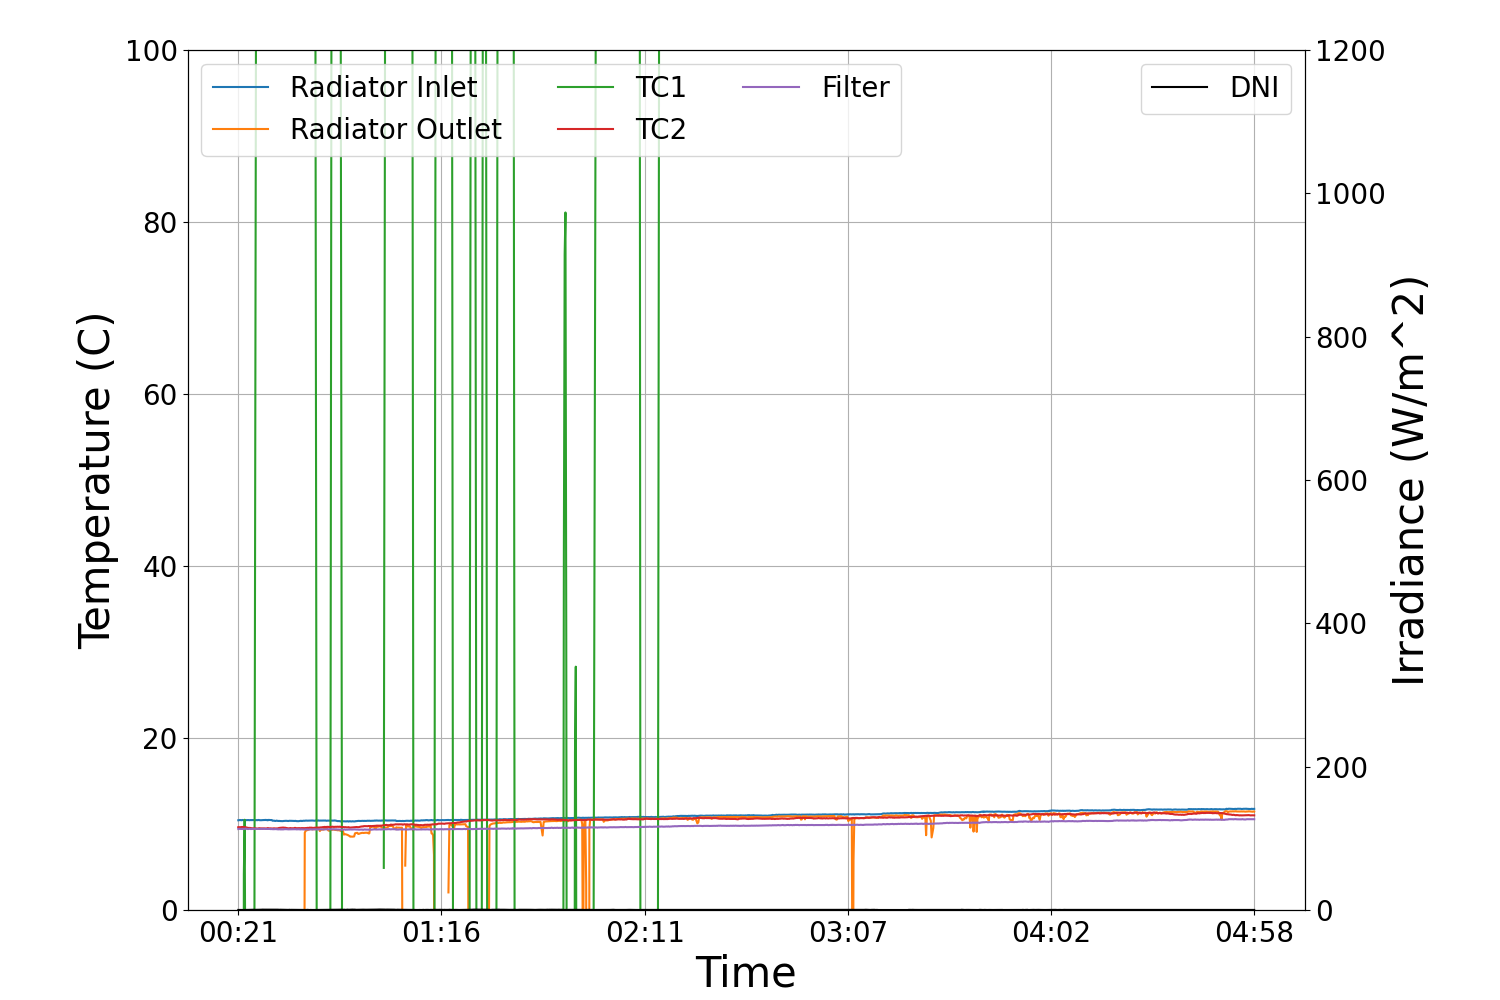 100
80
60
40
20
0
Temperature (C)
Radiator Inlet
Radiator Outlet
TC1
TC2
Filter
DNI
1200
1000
800
600
400
200
0
Irradiance (W/m^2)
00:21 01:16 02:11 03:07 04:02 04:58
Time